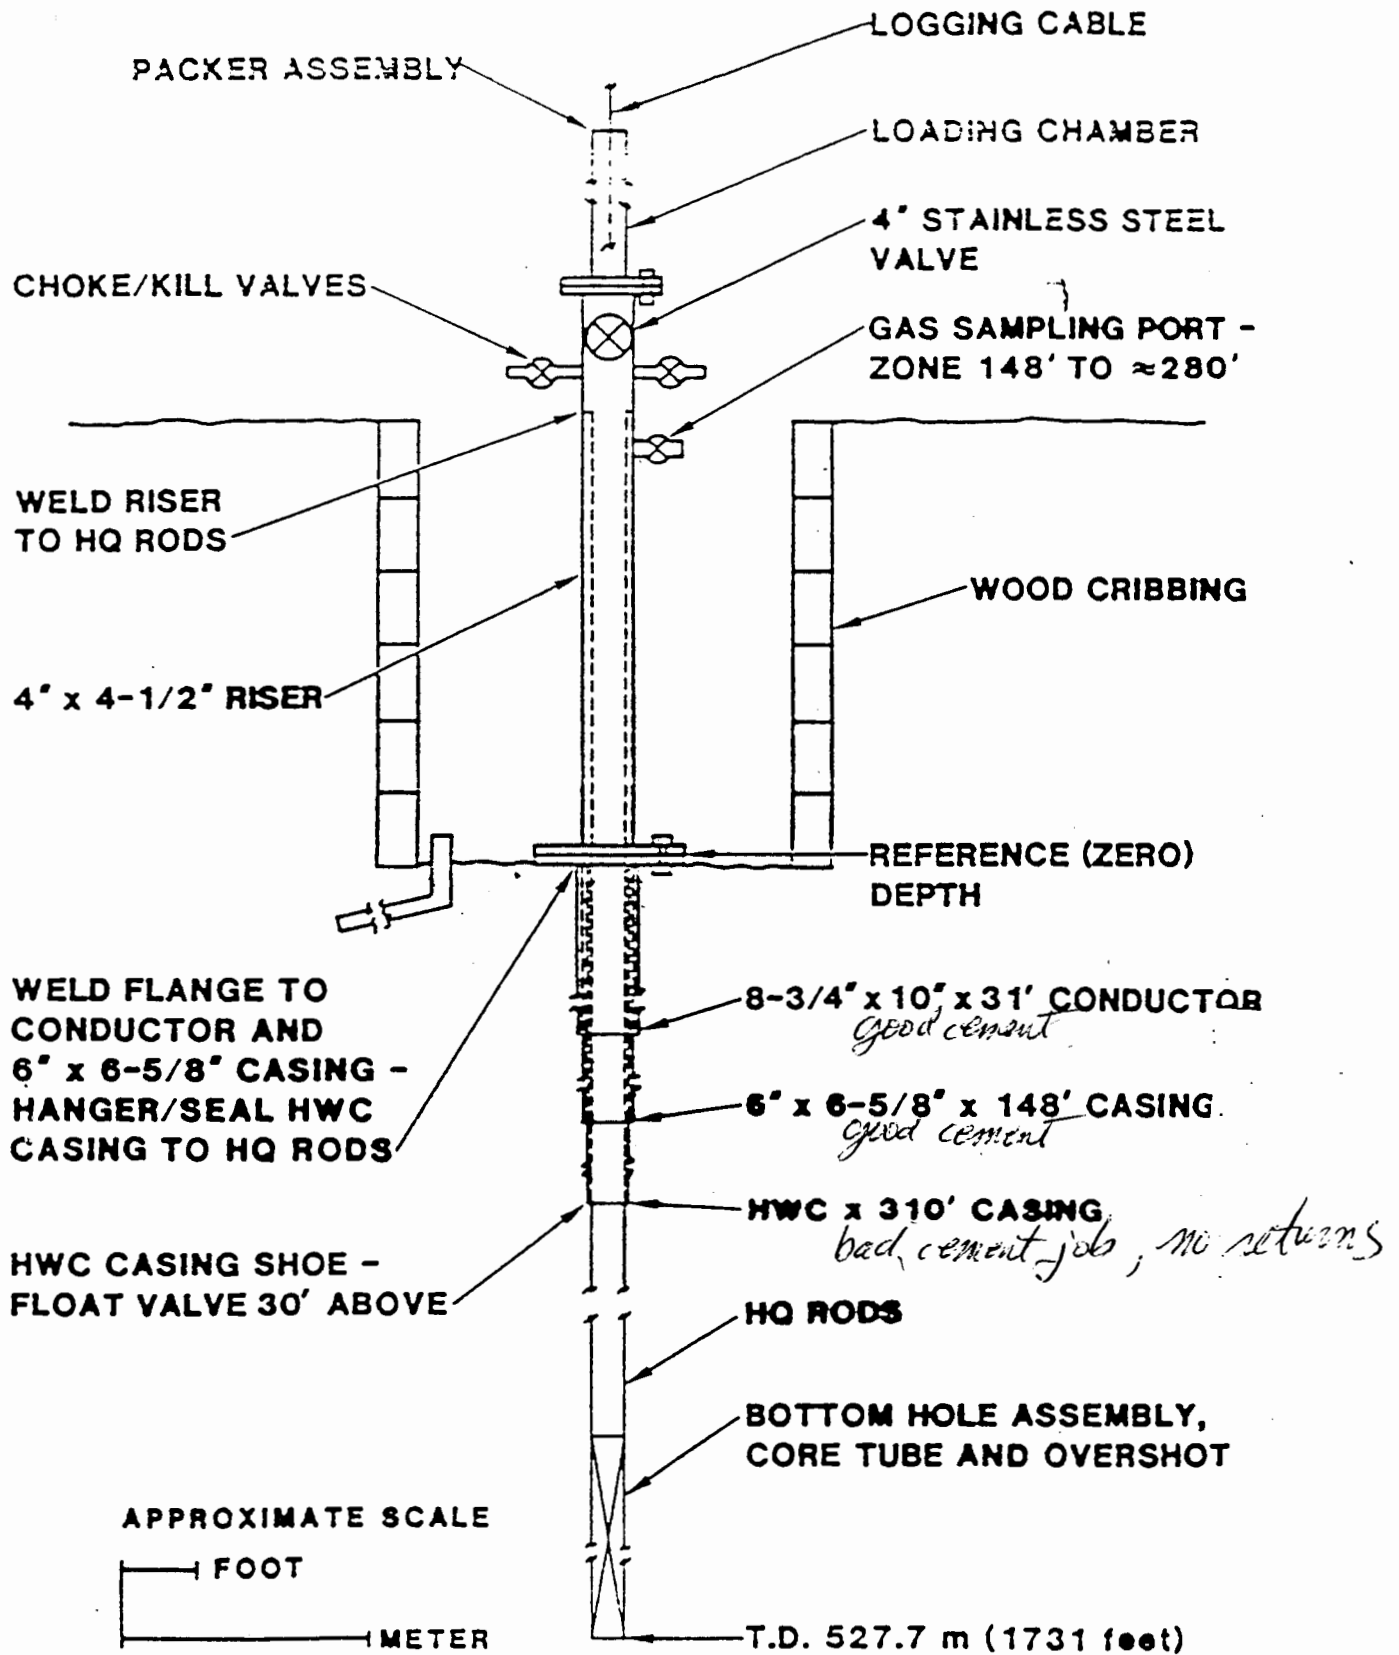 LOGGING CABLE
PACKER ASSEMBLY
LOADING CHAMBER
4" STAINLESS STEEL
VALVE
CHOKE/KILL VALVES
GAS SAMPLING PORT -
ZONE 148' TO ≈280'
WELD RISER
TO HQ RODS
WOOD CRIBBING
4" x 4-1/2" RISER
REFERENCE (ZERO)
DEPTH
WELD FLANGE TO
CONDUCTOR AND
6" x 6-5/8" CASING -
HANGER/SEAL HWC
CASING TO HQ RODS
8-3/4" x 10" x 31' CONDUCTOR
good cement
6" x 6-5/8" x 148' CASING
good cement
HWC x 310' CASING
bad cement job, no returns
HWC CASING SHOE -
FLOAT VALVE 30' ABOVE
HQ RODS
BOTTOM HOLE ASSEMBLY,
CORE TUBE AND OVERSHOT
APPROXIMATE SCALE
FOOT
METER
T.D. 527.7 m (1731 feet)